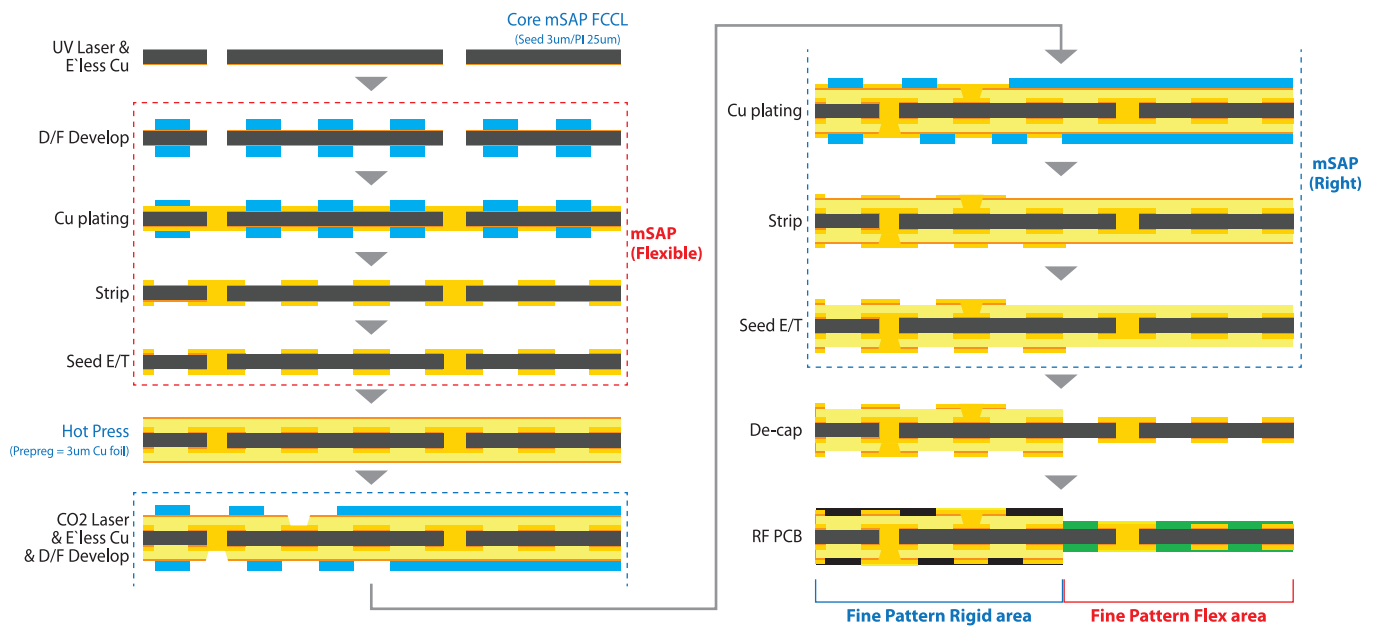 Core mSAP FCCL
(Seed 3um/PI 25um)
UV Laser &
E`less Cu
D/F Develop
Cu plating
mSAP
(Flexible)
Strip
Seed E/T
Hot Press
(Prepreg = 3um Cu foil)
CO2 Laser
& E`less Cu
& D/F Develop
Cu plating
mSAP
(Right)
Strip
Seed E/T
De-cap
RF PCB
Fine Pattern Rigid area
Fine Pattern Flex area